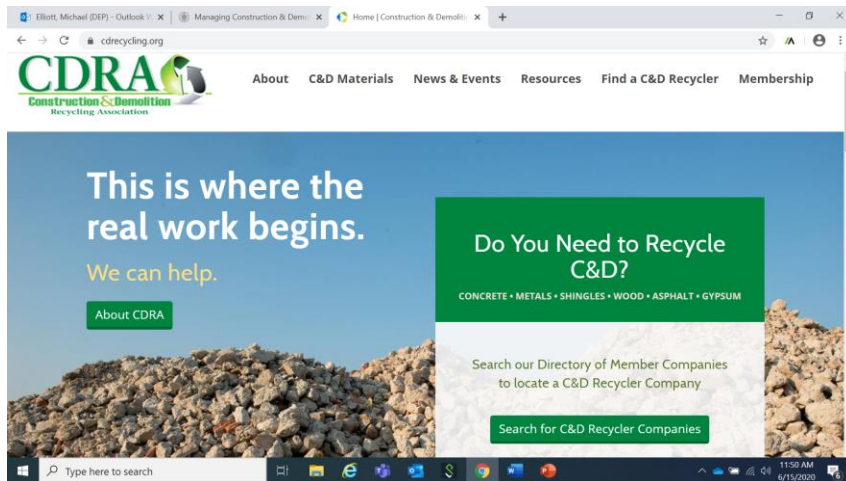 Elliott, Michael (DEP) - Outlook W
Managing Construction & Demo
Home | Construction & Demolitio
cdrecycling.org
CDRA
Construction & Demolition
Recycling Association
About C&D Materials News & Events Resources Find a C&D Recycler Membership
This is where the
real work begins.
We can help.
About CDRA
Do You Need to Recycle
C&D?
CONCRETE • METALS • SHINGLES • WOOD • ASPHALT • GYPSUM
Search our Directory of Member Companies
to locate a C&D Recycler Company
Search for C&D Recycler Companies
Type here to search
11:50 AM
6/15/2020